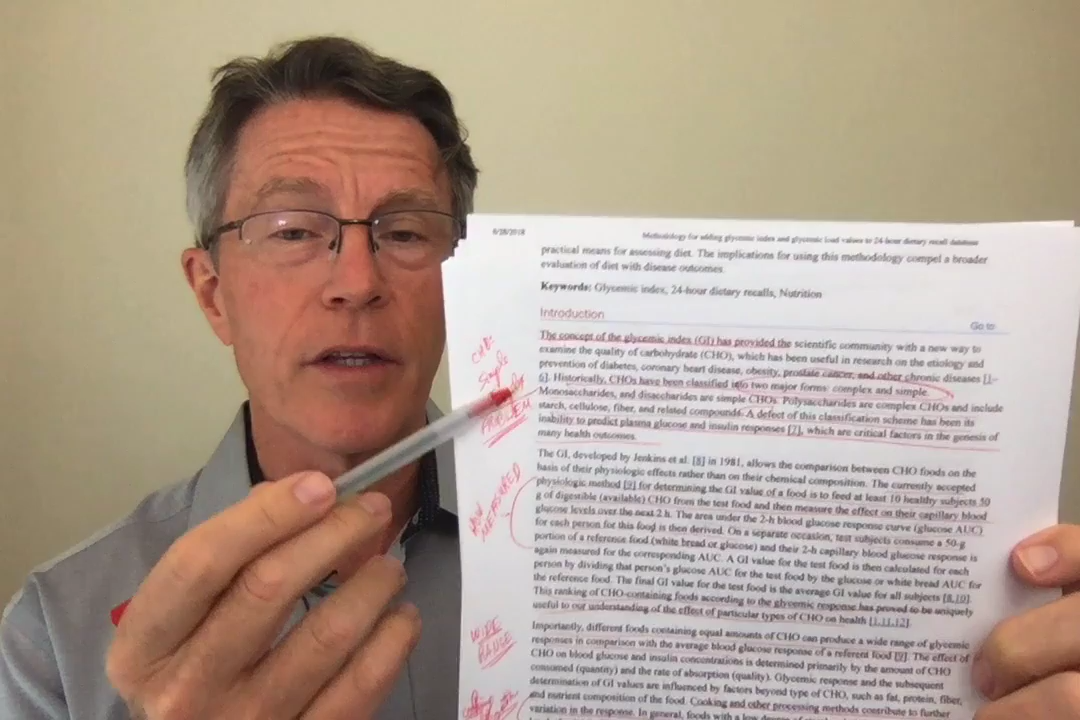 6/28/2018 Methodology for adding glycemic index and glycemic load values to 24-hour dietary recall database
practical means for assessing diet. The implications for using this methodology compel a broader
evaluation of diet with disease outcomes.
Keywords: Glycemic index, 24-hour dietary recalls, Nutrition
Introduction
Go to
The concept of the glycemic index (GI) has provided the scientific community with a new way to
examine the quality of carbohydrate (CHO), which has been useful in research on the etiology and
prevention of diabetes, coronary heart disease, obesity, prostate cancer, and other chronic diseases [1–
6]. Historically, CHOs have been classified into two major forms: complex and simple.
Monosaccharides, and disaccharides are simple CHOs. Polysaccharides are complex CHOs and include
starch, cellulose, fiber, and related compounds. A defect of this classification scheme has been its
inability to predict plasma glucose and insulin responses [7], which are critical factors in the genesis of
many health outcomes.
CHO:
Simple
PROBLEM
The GI, developed by Jenkins et al. [8] in 1981, allows the comparison between CHO foods on the
basis of their physiologic effects rather than on their chemical composition. The currently accepted
physiologic method [9] for determining the GI value of a food is to feed at least 10 healthy subjects 50
g of digestible (available) CHO from the test food and then measure the effect on their capillary blood
glucose levels over the next 2 h. The area under the 2-h blood glucose response curve (glucose AUC)
for each person for this food is then derived. On a separate occasion, test subjects consume a 50-g
portion of a reference food (white bread or glucose) and their 2-h capillary blood glucose response is
again measured for the corresponding AUC. A GI value for the test food is then calculated for each
person by dividing that person's glucose AUC for the test food by the glucose or white bread AUC for
the reference food. The final GI value for the test food is the average GI value for all subjects [8,10].
This ranking of CHO-containing foods according to the glycemic response has proved to be uniquely
useful to our understanding of the effect of particular types of CHO on health [1,11,12].
HOW
MEASURED
Importantly, different foods containing equal amounts of CHO can produce a wide range of glycemic
responses in comparison with the average blood glucose response of a referent food [9]. The effect of
CHO on blood glucose and insulin concentrations is determined primarily by the amount of CHO
consumed (quantity) and the rate of absorption (quality). Glycemic response and the subsequent
determination of GI values are influenced by factors beyond type of CHO, such as fat, protein, fiber,
and nutrient composition of the food. Cooking and other processing methods contribute to further
variation in the response. In general, foods with a low
WIDE
RANGE